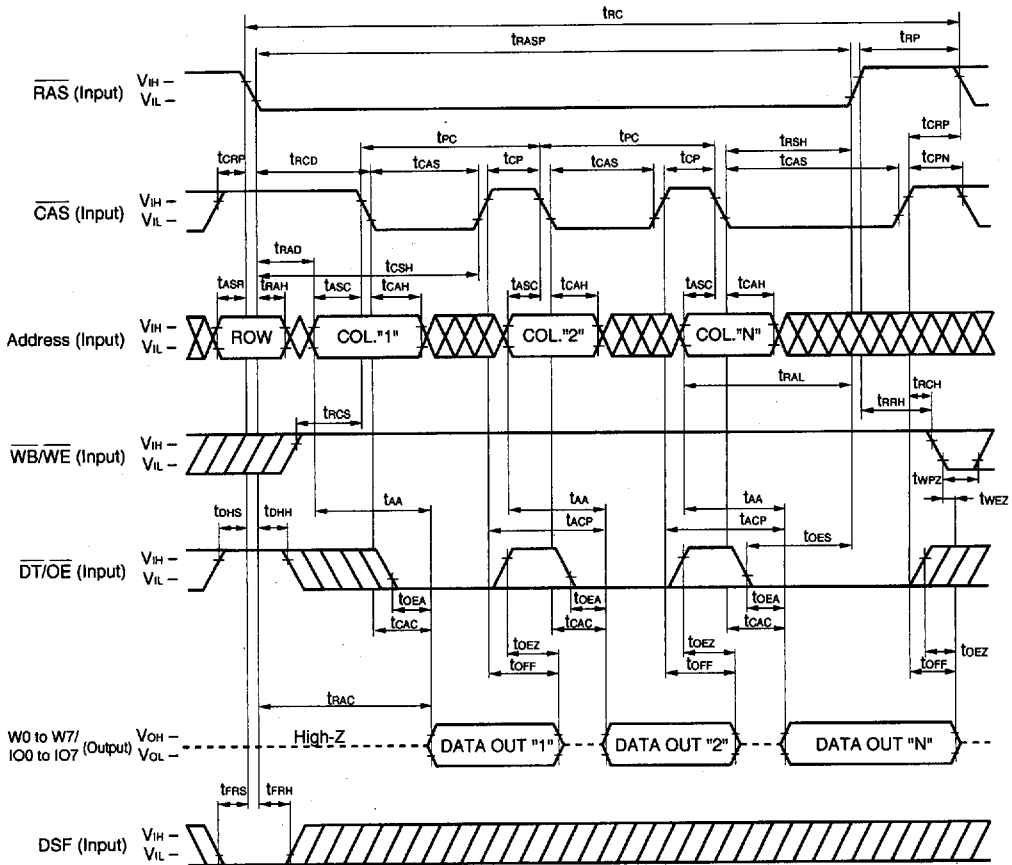 tRC
tRASP tRP
RAS (Input) VIH – VIL –
tCRP tRCD tPC tPC tRSH tCRP
tCAS tCP tCAS tCP tCAS tCPN
CAS (Input) VIH – VIL –
tRAD tCSH
tASR tRAH tASC tCAH tASC tCAH tASC tCAH
Address (Input) VIH – VIL – ROW COL."1" COL."2" COL."N"
tRAL tRCH
tRCS tRRH
WB/WE (Input) VIH – VIL –
tWPZ
tAA tAA tAA tWEZ
tDHS tDHH tACP tACP
tOES
DT/OE (Input) VIH – VIL –
tOEA tOEA tOEA
tCAC tCAC tCAC
tOEZ tOEZ tOEZ
tOFF tOFF tOFF
tRAC
W0 to W7/ IO0 to IO7 (Output) VOH – VOL – High-Z DATA OUT "1" DATA OUT "2" DATA OUT "N"
tFRS tFRH
DSF (Input) VIH – VIL –